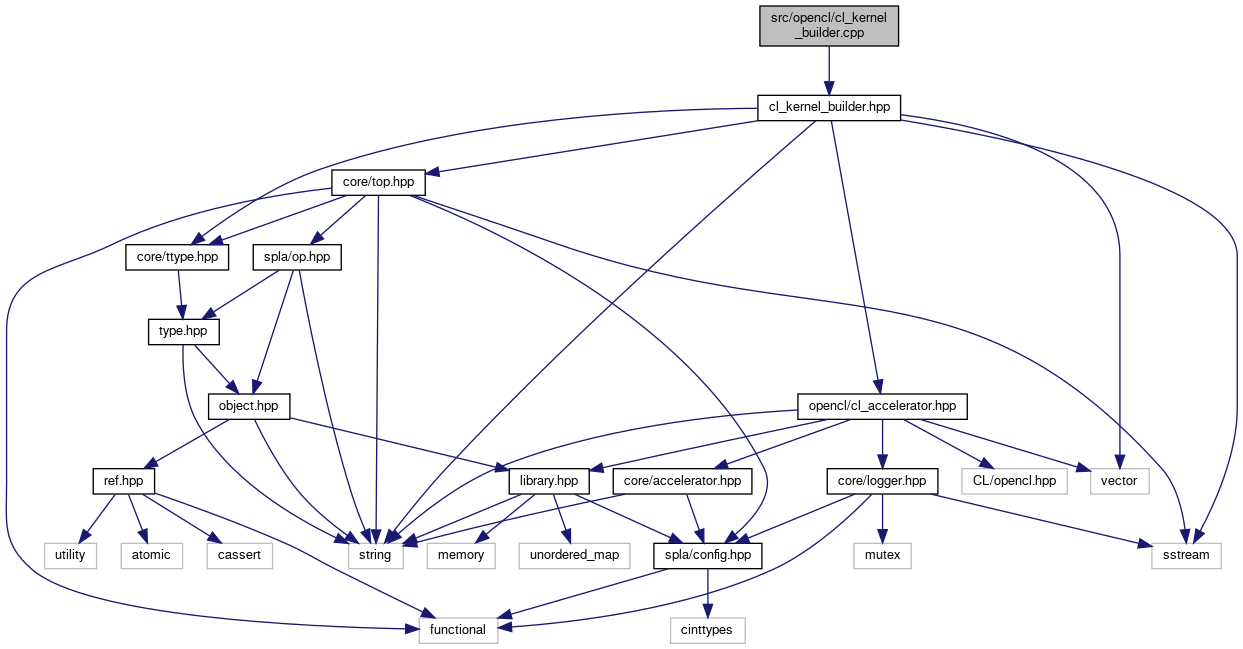 src/opencl/cl_kernel
_builder.cpp
cl_kernel_builder.hpp
core/top.hpp
core/ttype.hpp
spla/op.hpp
type.hpp
object.hpp
opencl/cl_accelerator.hpp
ref.hpp
library.hpp
core/accelerator.hpp
core/logger.hpp
CL/opencl.hpp
vector
utility
atomic
cassert
string
memory
unordered_map
spla/config.hpp
mutex
sstream
functional
cinttypes